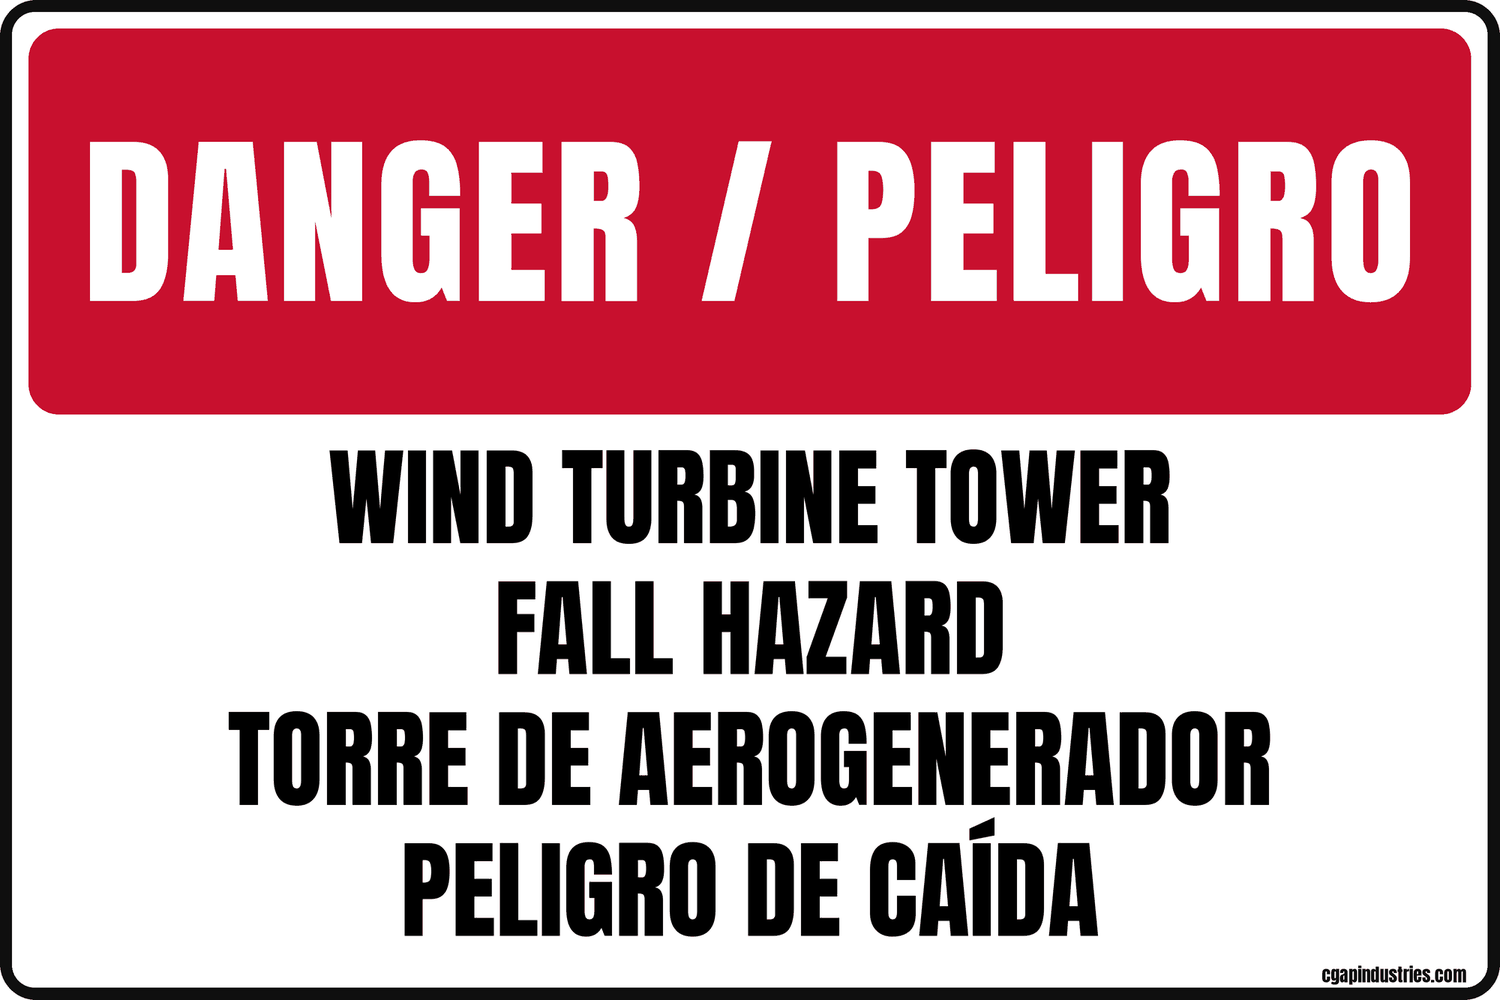 DANGER / PELIGRO
WIND TURBINE TOWER
FALL HAZARD
TORRE DE AEROGENERADOR
PELIGRO DE CAÍDA
cgapindustries.com